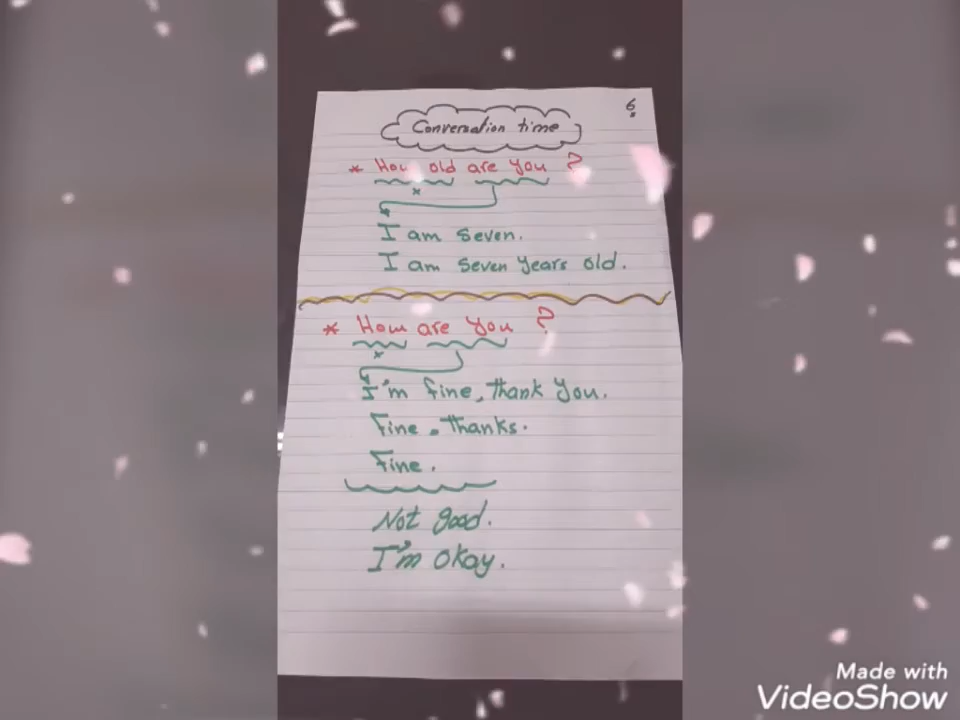 6
Conversation time
* How old are you ?
x
I am seven.
I am seven years old.
* How are you ?
x
I'm fine, thank you.
Fine. thanks.
Fine.
Not good.
I'm okay.
Made with
VideoShow